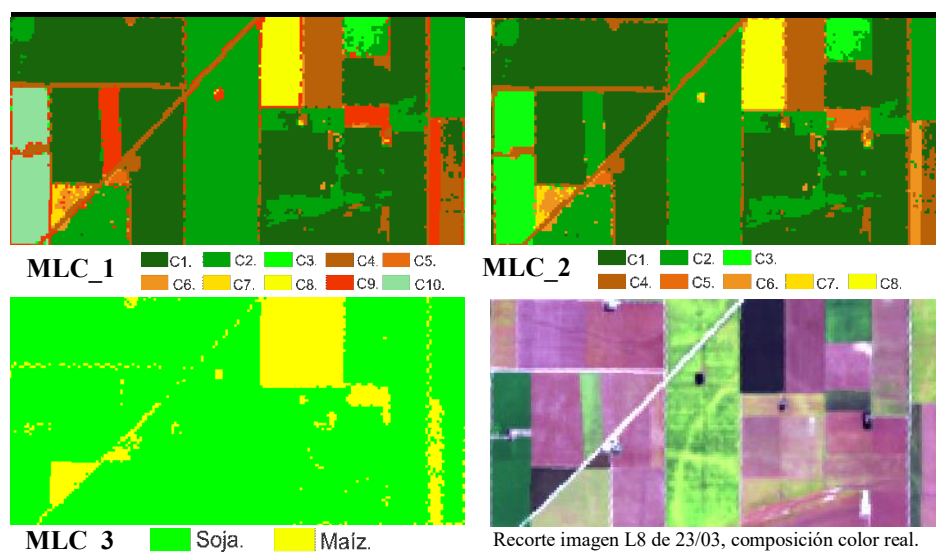 MLC_1
C1. C2. C3. C4. C5.
C6. C7. C8. C9. C10.
MLC_2
C1. C2. C3.
C4. C5. C6. C7. C8.
MLC_3
Soja. Maíz.
Recorte imagen L8 de 23/03, composición color real.